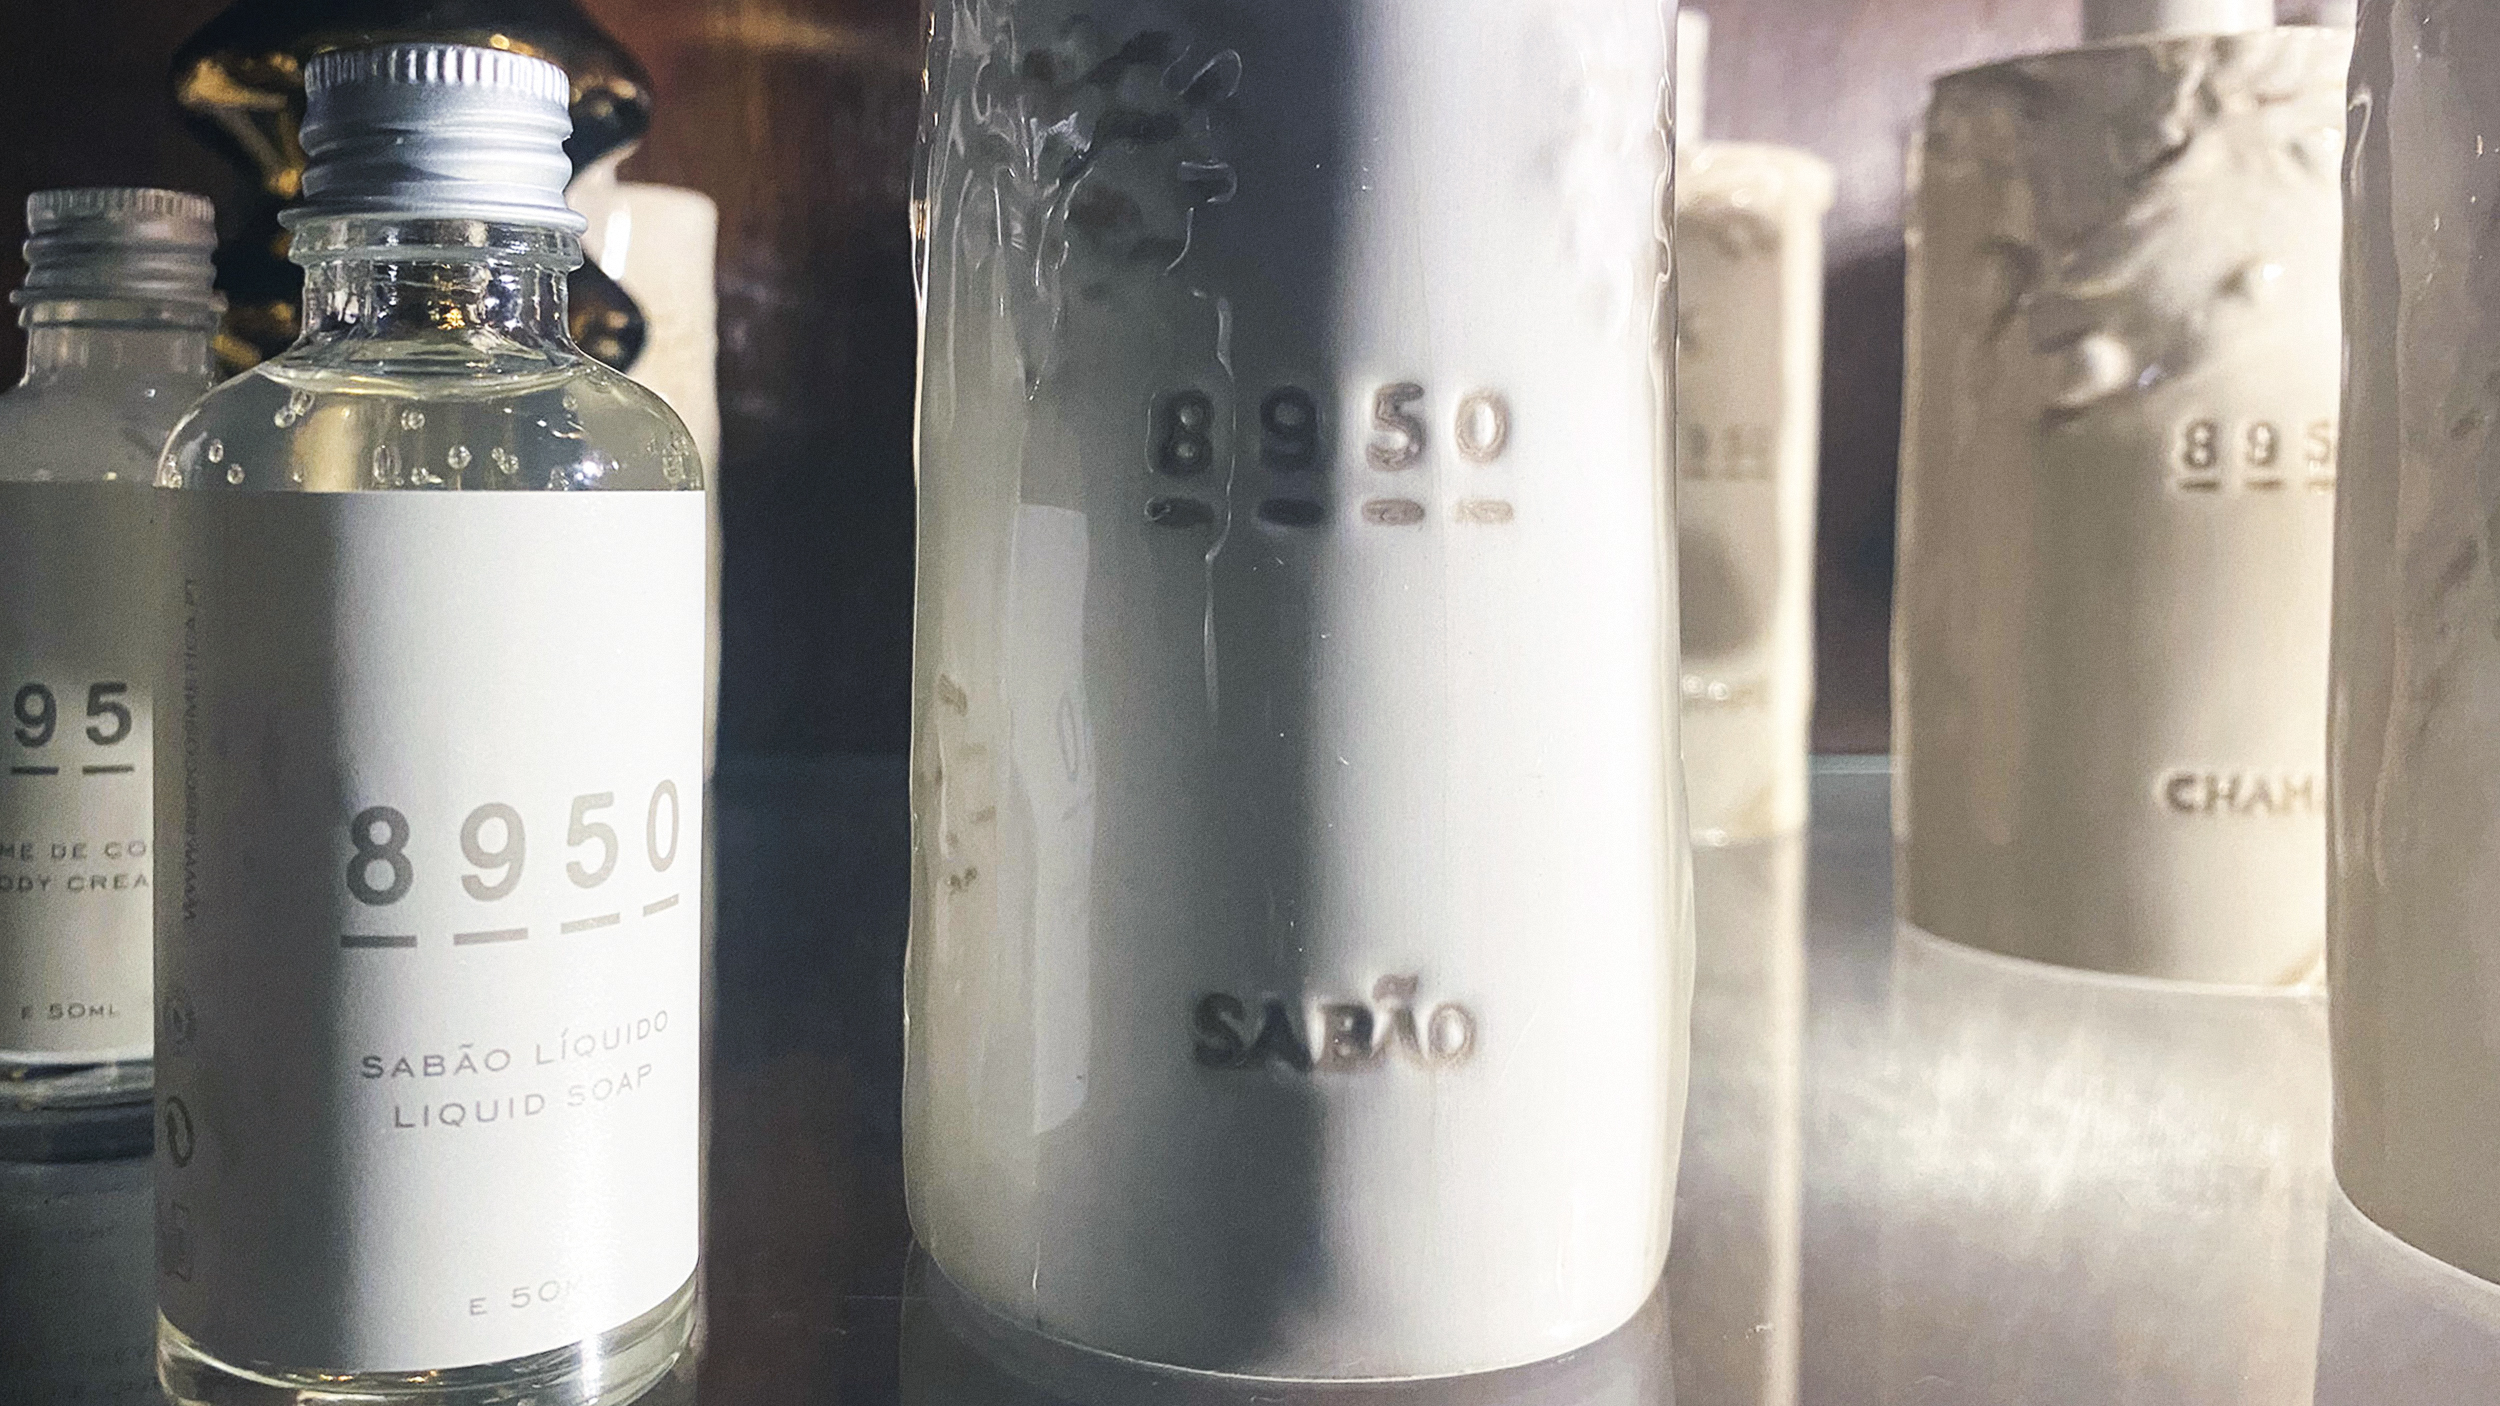 95
ME DE CO
ODY CREA
E 50ML
8950
SABÃO LÍQUIDO
LIQUID SOAP
E 50M
8950
SABÃO
895
CHAM